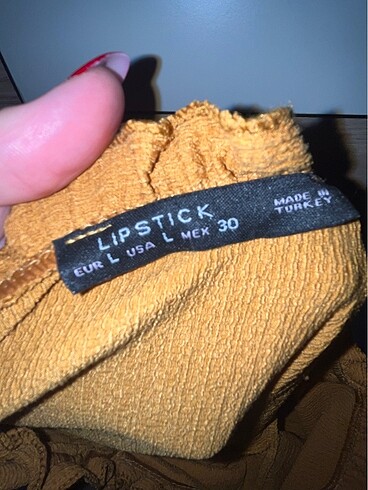 LIPSTICK
EUR L USA L MEX 30
MADE IN
TURKEY